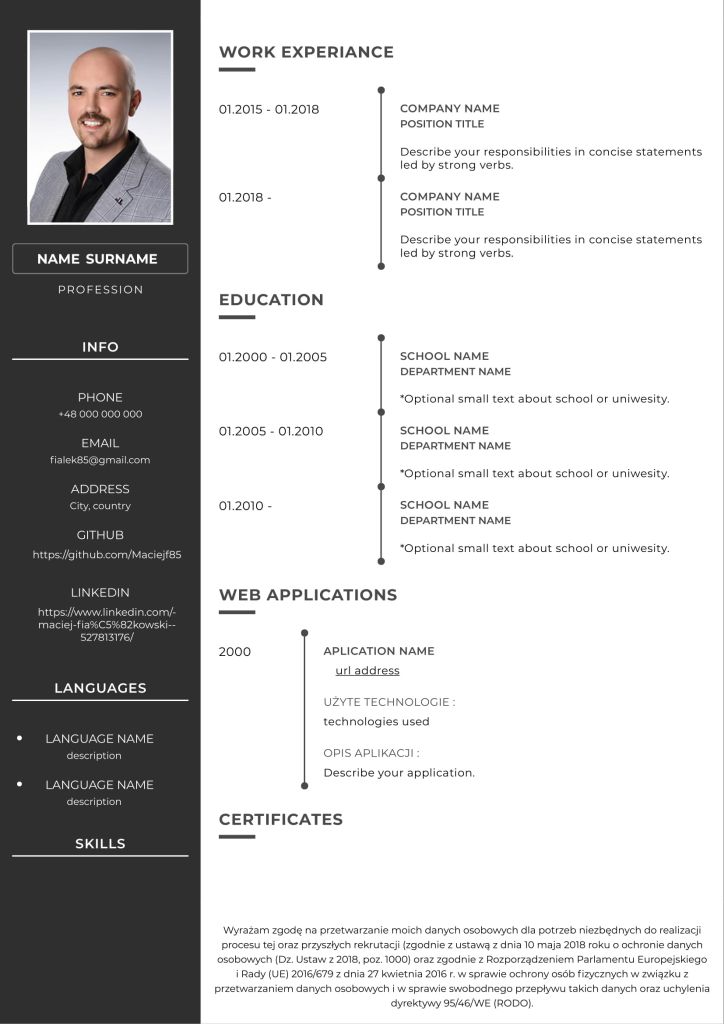 NAME SURNAME
PROFESSION
INFO
PHONE
+48 000 000 000
EMAIL
fialek85@gmail.com
ADDRESS
City, country
GITHUB
https://github.com/Maciejf85
LINKEDIN
https://www.linkedin.com/-
maciej-fia%C5%82kowski--
527813176/
LANGUAGES
LANGUAGE NAME
description
LANGUAGE NAME
description
SKILLS
WORK EXPERIANCE
01.2015 - 01.2018
COMPANY NAME
POSITION TITLE
Describe your responsibilities in concise statements
led by strong verbs.
01.2018 -
COMPANY NAME
POSITION TITLE
Describe your responsibilities in concise statements
led by strong verbs.
EDUCATION
01.2000 - 01.2005
SCHOOL NAME
DEPARTMENT NAME
*Optional small text about school or uniwesity.
01.2005 - 01.2010
SCHOOL NAME
DEPARTMENT NAME
*Optional small text about school or uniwesity.
01.2010 -
SCHOOL NAME
DEPARTMENT NAME
*Optional small text about school or uniwesity.
WEB APPLICATIONS
2000
APLICATION NAME
url address
UŻYTE TECHNOLOGIE :
technologies used
OPIS APLIKACJI :
Describe your application.
CERTIFICATES
Wyrażam zgodę na przetwarzanie moich danych osobowych dla potrzeb niezbędnych do realizacji
procesu tej oraz przyszłych rekrutacji (zgodnie z ustawą z dnia 10 maja 2018 roku o ochronie danych
osobowych (Dz. Ustaw z 2018, poz. 1000) oraz zgodnie z Rozporządzeniem Parlamentu Europejskiego
i Rady (UE) 2016/679 z dnia 27 kwietnia 2016 r. w sprawie ochrony osób fizycznych w związku z
przetwarzaniem danych osobowych i w sprawie swobodnego przepływu takich danych oraz uchylenia
dyrektywy 95/46/WE (RODO).